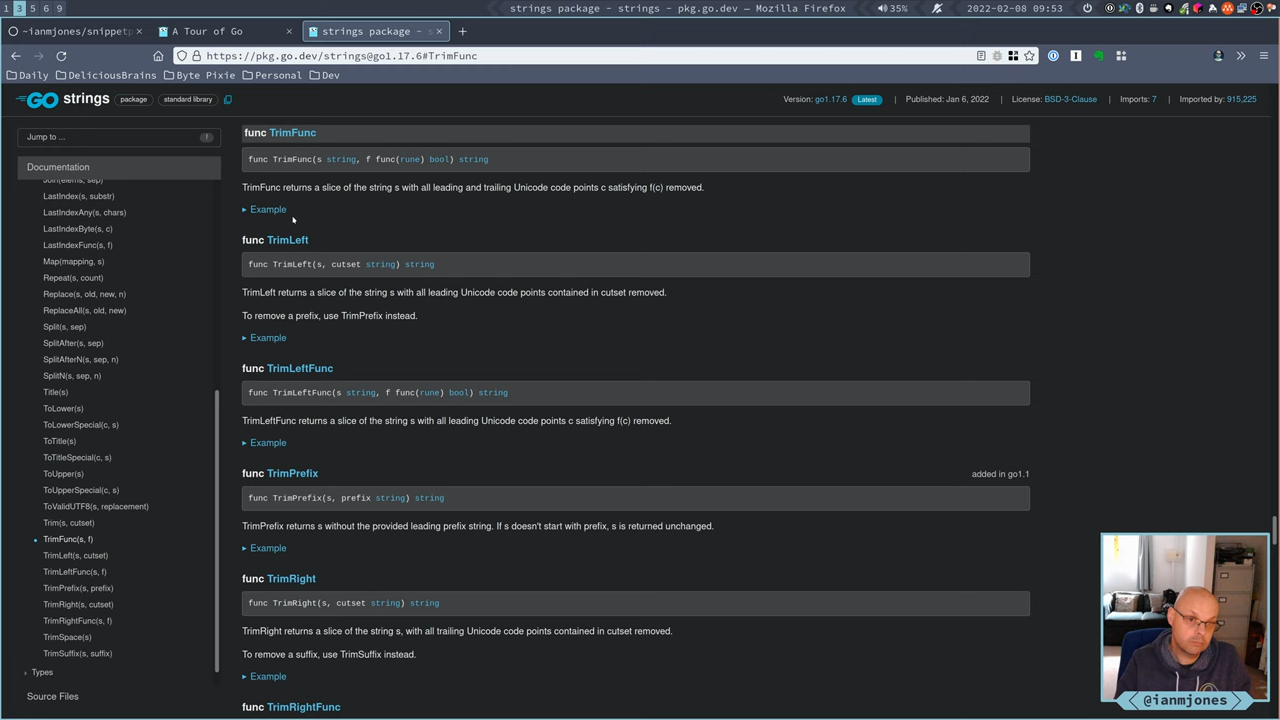 1 3 5 6 9
strings package - strings - pkg.go.dev — Mozilla Firefox
35%
2022-02-08 09:53
~ianmjones/snippetp
A Tour of Go
strings package - s
https://pkg.go.dev/strings@go1.17.6#TrimFunc
Daily
DeliciousBrains
Byte Pixie
Personal
Dev
GO strings
package
standard library
Version: go1.17.6
Latest
Published: Jan 6, 2022
License: BSD-3-Clause
Imports: 7
Imported by: 915,225
Jump to ...
f
Documentation
Join(elems, sep)
LastIndex(s, substr)
LastIndexAny(s, chars)
LastIndexByte(s, c)
LastIndexFunc(s, f)
Map(mapping, s)
Repeat(s, count)
Replace(s, old, new, n)
ReplaceAll(s, old, new)
Split(s, sep)
SplitAfter(s, sep)
SplitAfterN(s, sep, n)
SplitN(s, sep, n)
Title(s)
ToLower(s)
ToLowerSpecial(c, s)
ToTitle(s)
ToTitleSpecial(c, s)
ToUpper(s)
ToUpperSpecial(c, s)
ToValidUTF8(s, replacement)
Trim(s, cutset)
TrimFunc(s, f)
TrimLeft(s, cutset)
TrimLeftFunc(s, f)
TrimPrefix(s, prefix)
TrimRight(s, cutset)
TrimRightFunc(s, f)
TrimSpace(s)
TrimSuffix(s, suffix)
Types
Source Files
func TrimFunc
func TrimFunc(s string, f func(rune) bool) string
TrimFunc returns a slice of the string s with all leading and trailing Unicode code points c satisfying f(c) removed.
Example
func TrimLeft
func TrimLeft(s, cutset string) string
TrimLeft returns a slice of the string s with all leading Unicode code points contained in cutset removed.
To remove a prefix, use TrimPrefix instead.
Example
func TrimLeftFunc
func TrimLeftFunc(s string, f func(rune) bool) string
TrimLeftFunc returns a slice of the string s with all leading Unicode code points c satisfying f(c) removed.
Example
func TrimPrefix
added in go1.1
func TrimPrefix(s, prefix string) string
TrimPrefix returns s without the provided leading prefix string. If s doesn't start with prefix, s is returned unchanged.
Example
func TrimRight
func TrimRight(s, cutset string) string
TrimRight returns a slice of the string s, with all trailing Unicode code points contained in cutset removed.
To remove a suffix, use TrimSuffix instead.
Example
func TrimRightFunc
@ianmjones